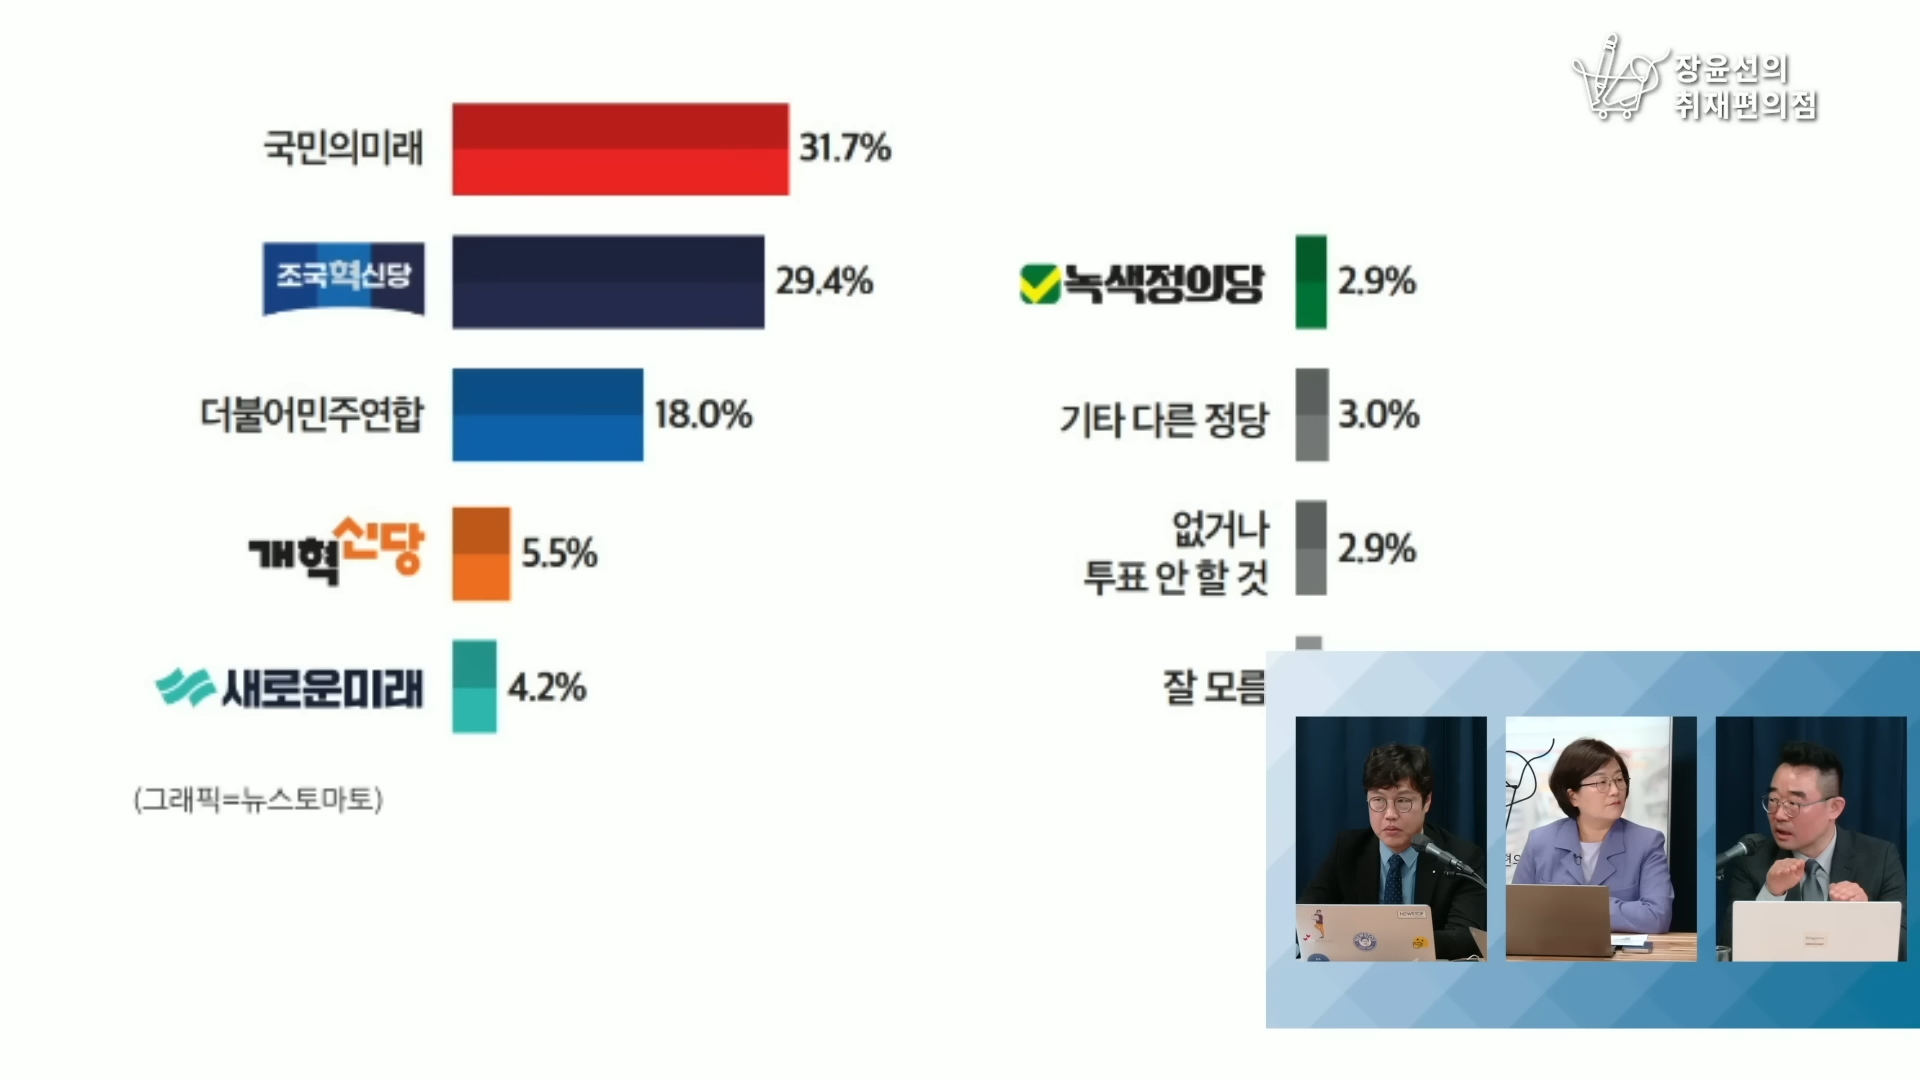 장윤선의
취재편의점
국민의미래
31.7%
조국혁신당
29.4%
더불어민주연합
18.0%
개혁신당
5.5%
새로운미래
4.2%
녹색정의당
2.9%
기타 다른 정당
3.0%
없거나
투표 안 할 것
2.9%
잘 모름
(그래픽=뉴스토마토)